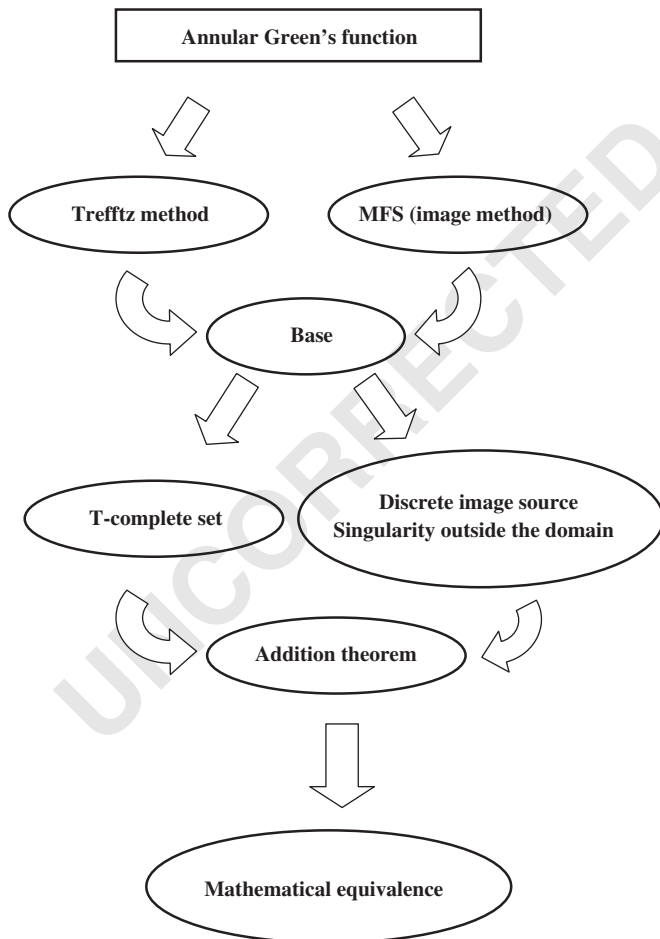 Annular Green's function
Trefftz method
MFS (image method)
Base
T-complete set
Discrete image source
Singularity outside the domain
Addition theorem
Mathematical equivalence
UNCORRECTED